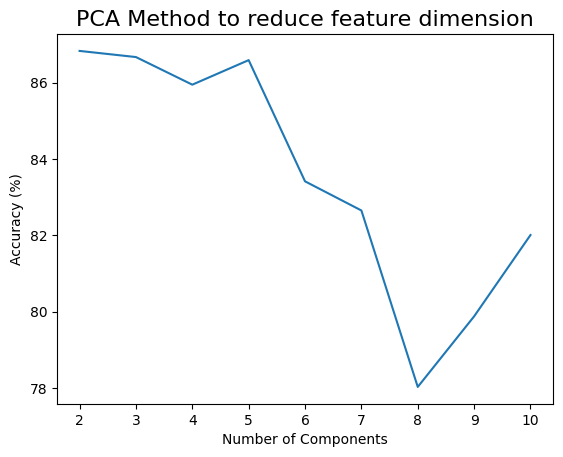 PCA Method to reduce feature dimension
86
84
82
80
78
Accuracy (%)
2 3 4 5 6 7 8 9 10
Number of Components